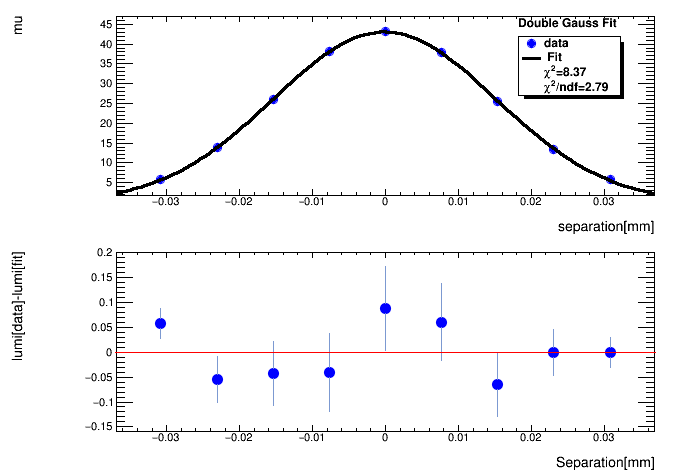 mu
45
40
35
30
25
20
15
10
5
Double Gauss Fit
data
Fit
χ²=8.37
χ²/ndf=2.79
−0.03 −0.02 −0.01 0 0.01 0.02 0.03
separation[mm]
lumi[data]-lumi[fit]
0.2
0.15
0.1
0.05
0
−0.05
−0.1
−0.15
−0.03 −0.02 −0.01 0 0.01 0.02 0.03
Separation[mm]